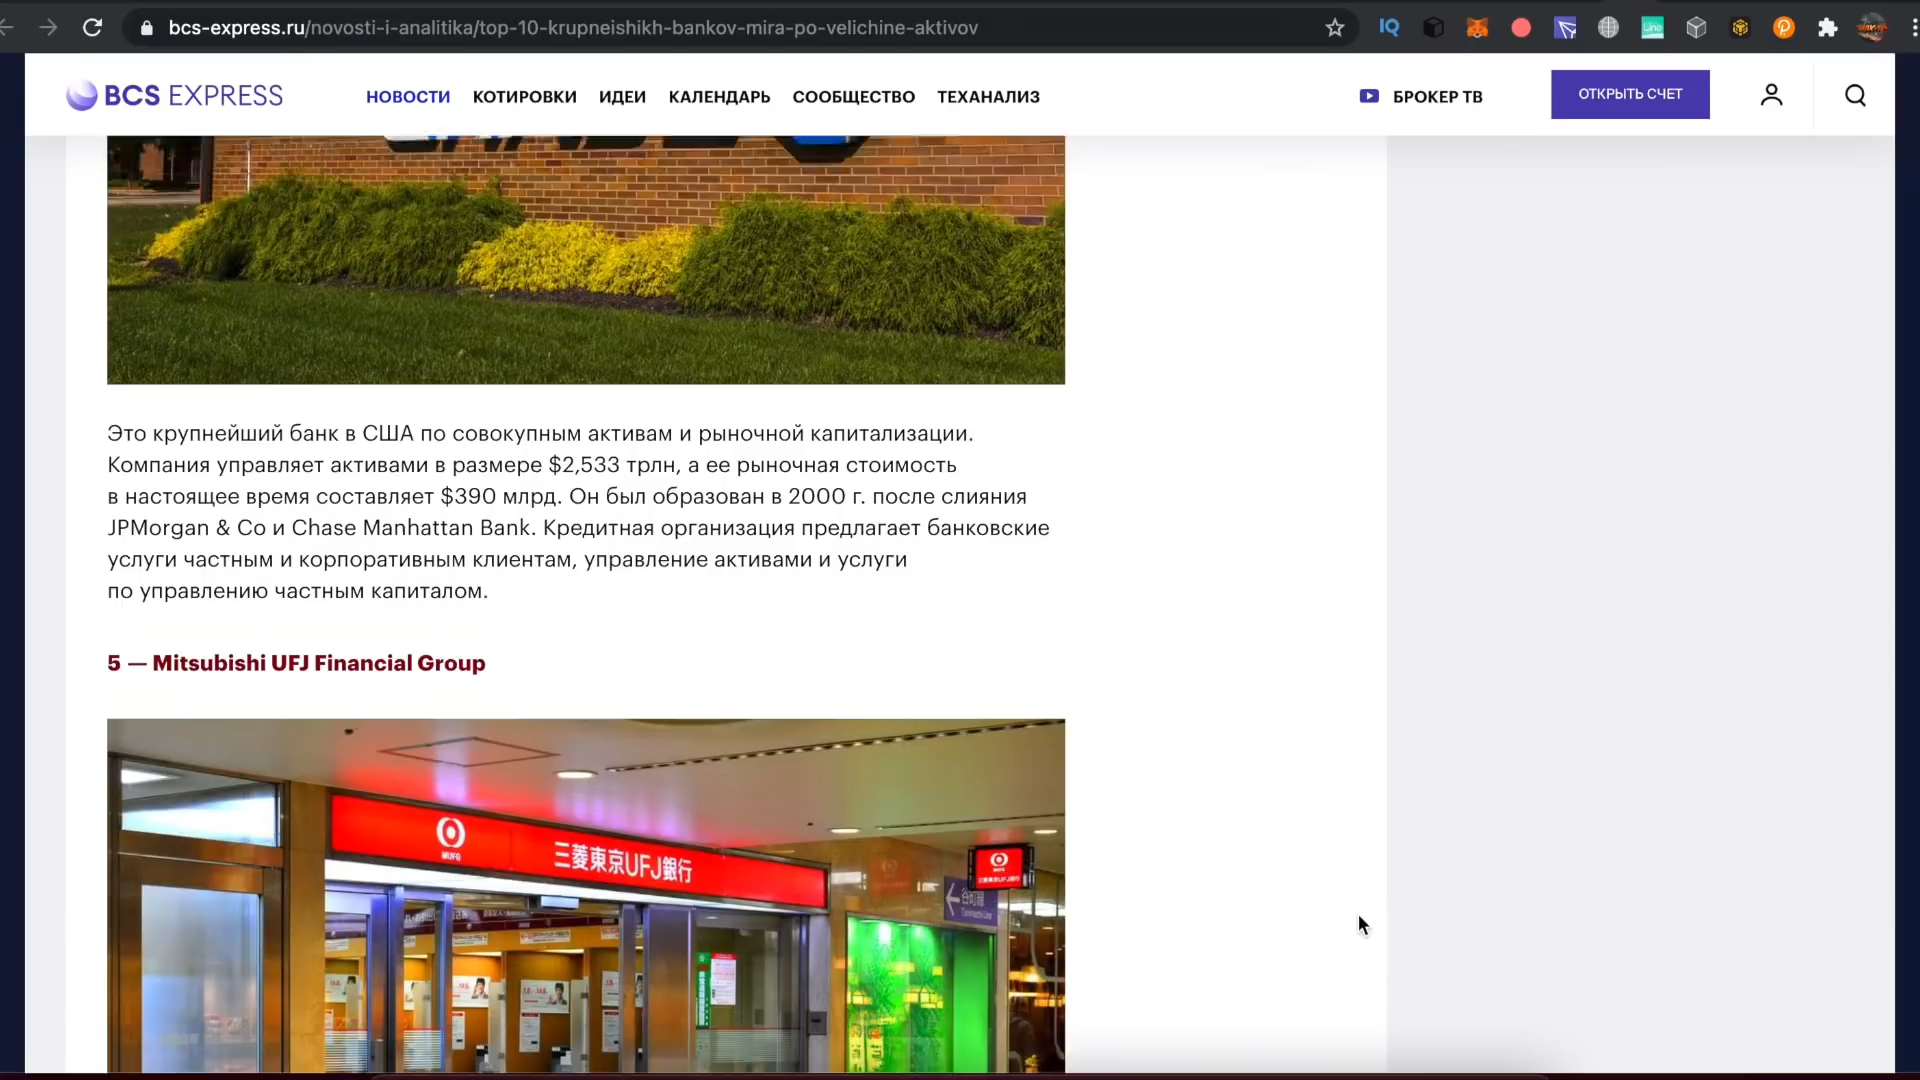 bcs-express.ru/novosti-i-analitika/top-10-krupneishikh-bankov-mira-po-velichine-aktivov
BCS EXPRESS
НОВОСТИ КОТИРОВКИ ИДЕИ КАЛЕНДАРЬ СООБЩЕСТВО ТЕХАНАЛИЗ
БРОКЕР ТВ
ОТКРЫТЬ СЧЕТ
Это крупнейший банк в США по совокупным активам и рыночной капитализации.
Компания управляет активами в размере $2,533 трлн, а ее рыночная стоимость
в настоящее время составляет $390 млрд. Он был образован в 2000 г. после слияния
JPMorgan & Co и Chase Manhattan Bank. Кредитная организация предлагает банковские
услуги частным и корпоративным клиентам, управление активами и услуги
по управлению частным капиталом.
5 — Mitsubishi UFJ Financial Group
MUFG
三菱東京UFJ銀行